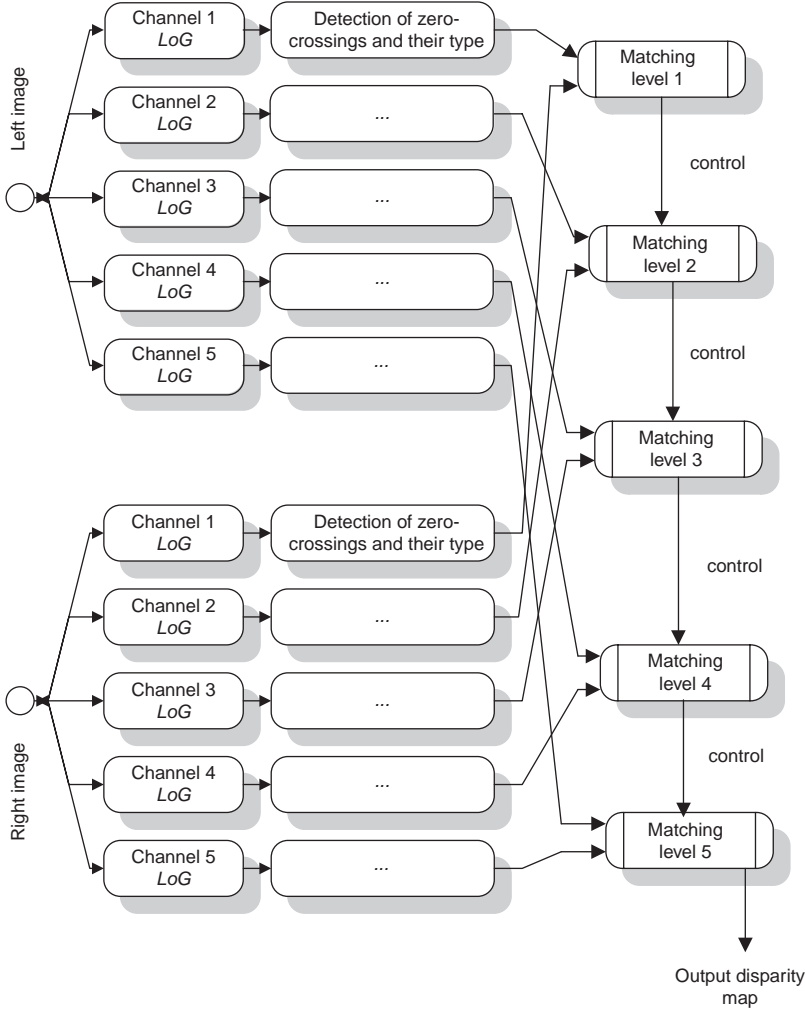 Left image
Channel 1
LoG
Detection of zero-
crossings and their type
Channel 2
LoG
...
Channel 3
LoG
...
Channel 4
LoG
...
Channel 5
LoG
...
Right image
Channel 1
LoG
Detection of zero-
crossings and their type
Channel 2
LoG
...
Channel 3
LoG
...
Channel 4
LoG
...
Channel 5
LoG
...
Matching
level 1
control
Matching
level 2
control
Matching
level 3
control
Matching
level 4
control
Matching
level 5
Output disparity
map